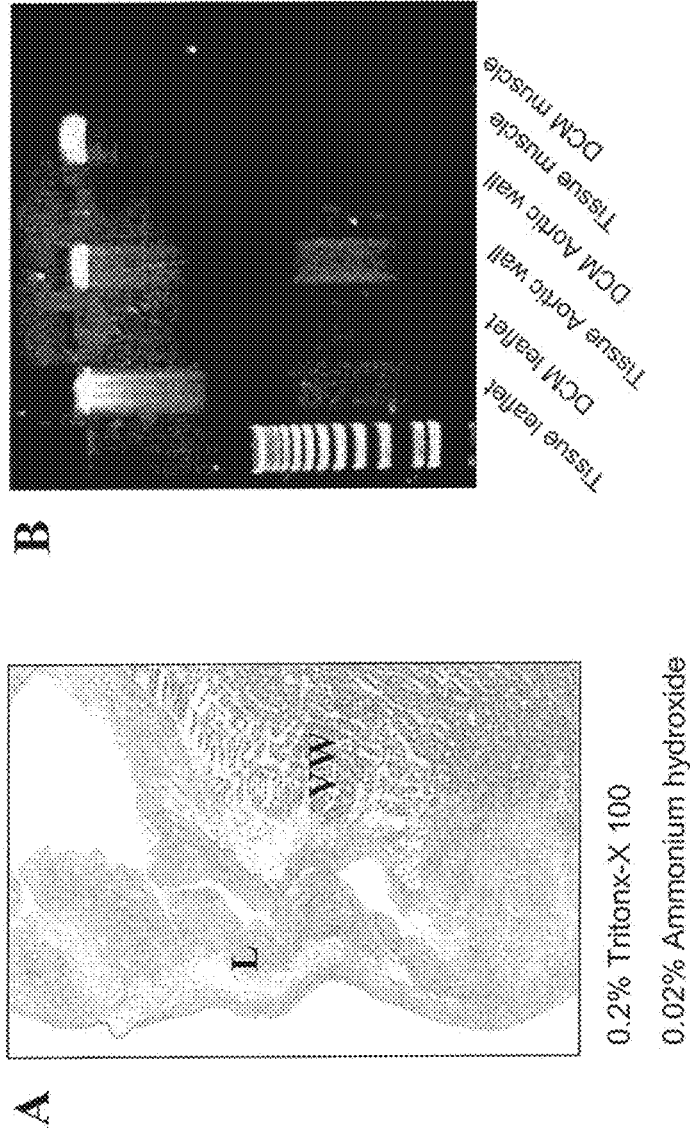 A
L
VW
0.2% Tritonx-X 100
0.02% Ammonium hydroxide
B
Tissue leaflet
DCM leaflet
Tissue Aortic wall
DCM Aortic wall
Tissue muscle
DCM muscle